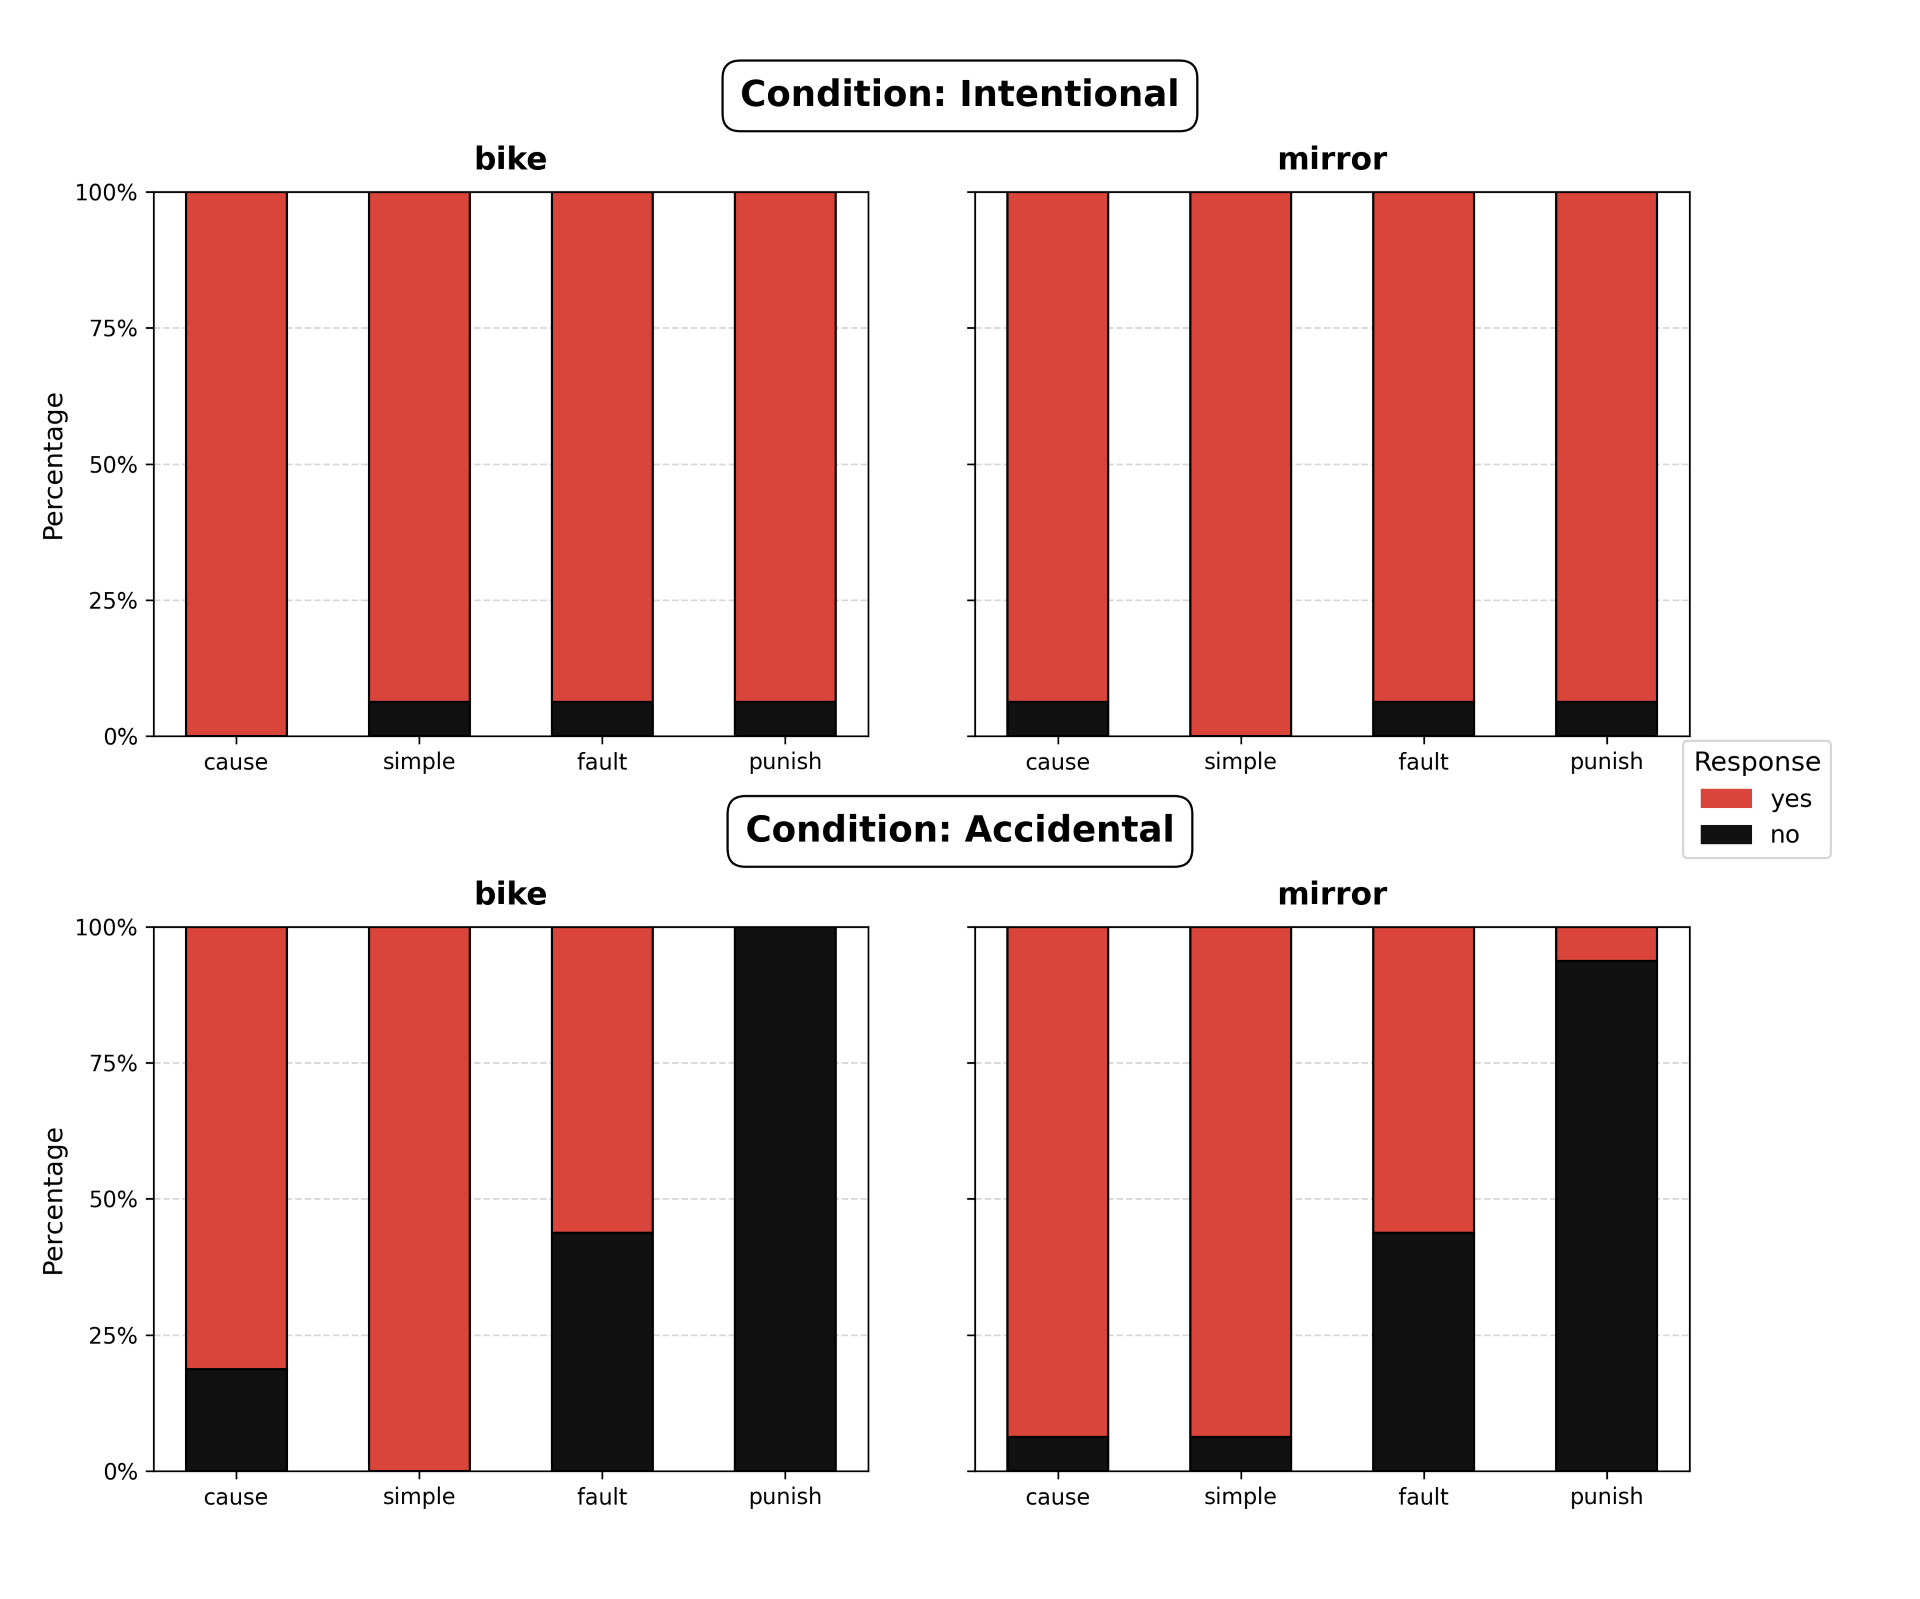 Condition: Intentional
bike
mirror
100%
75%
50%
25%
0%
Percentage
cause simple fault punish
cause simple fault punish
Response
yes
no
Condition: Accidental
bike
mirror
100%
75%
50%
25%
0%
Percentage
cause simple fault punish
cause simple fault punish